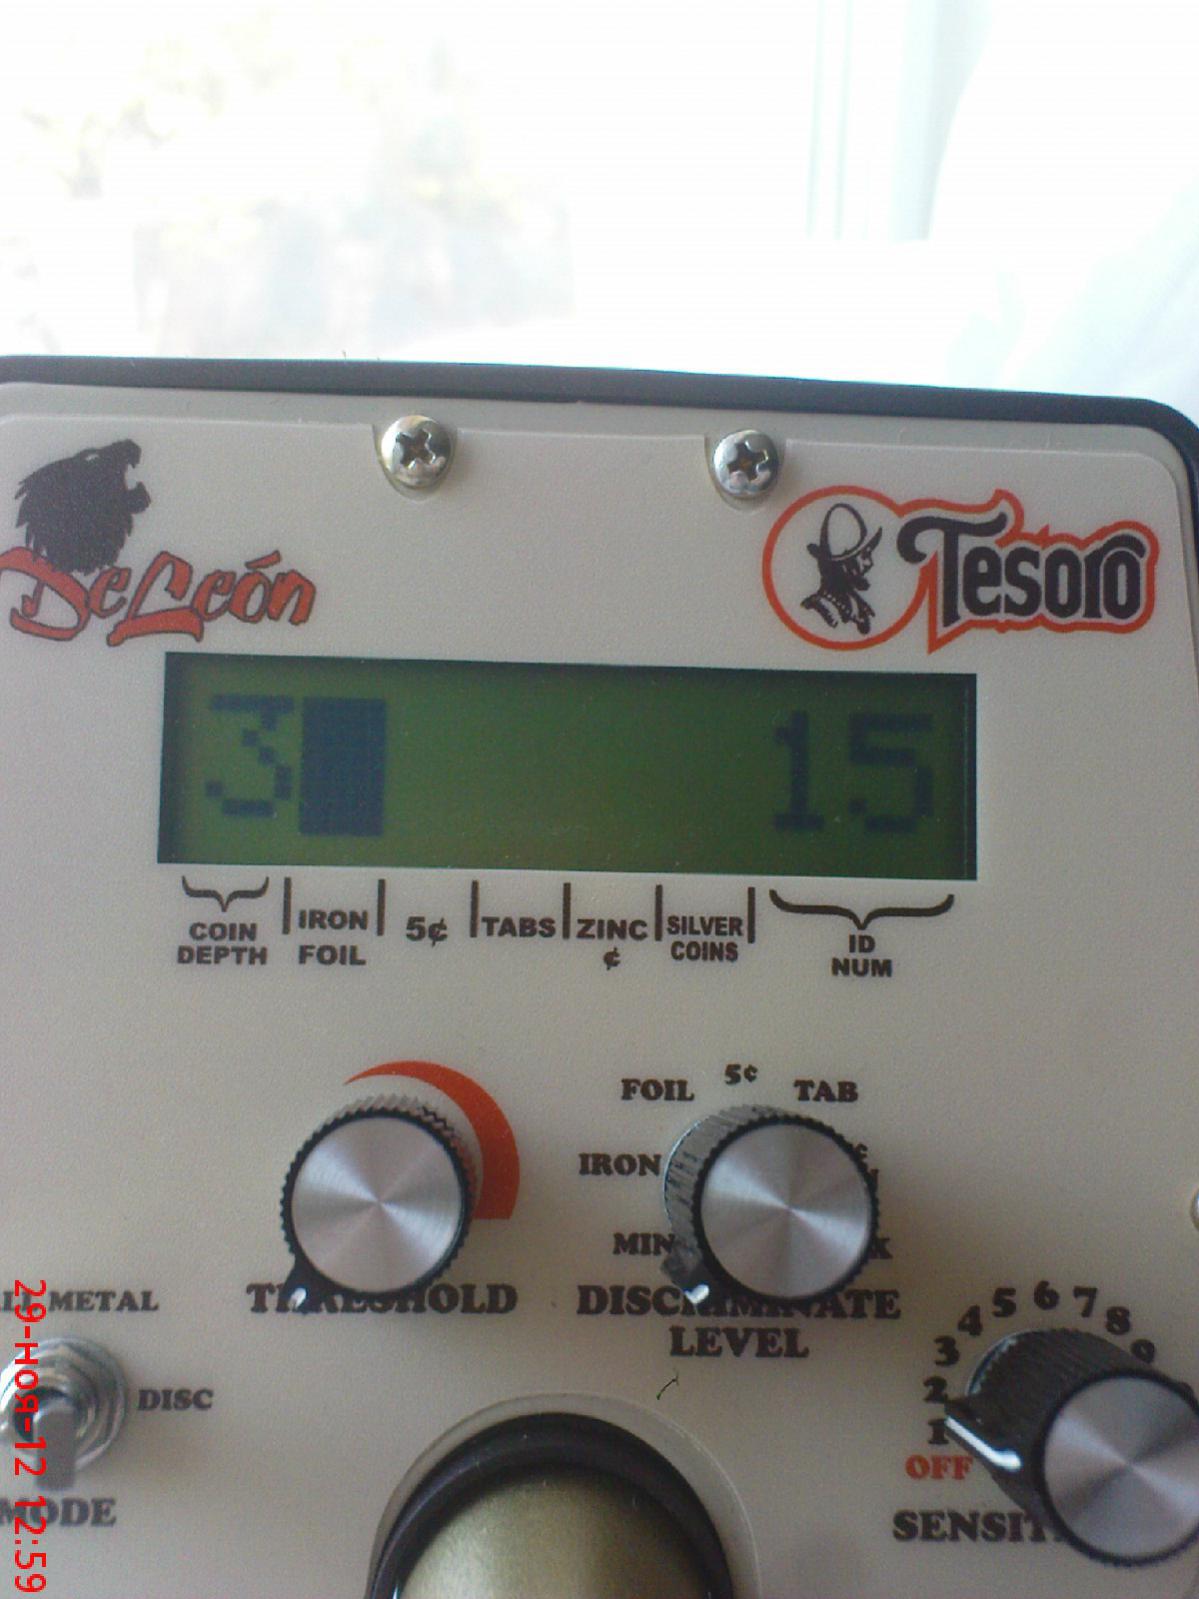 DeLeón
Tesoro
3 15
COIN DEPTH
IRON FOIL
5¢
TABS
ZINC ¢
SILVER COINS
ID NUM
FOIL 5¢ TAB
IRON
MIN
THRESHOLD
DISCRIMINATE
LEVEL
METAL
DISC
MODE
OFF 1 2 3 4 5 6 7 8 9
29-Ноя-12 12:59